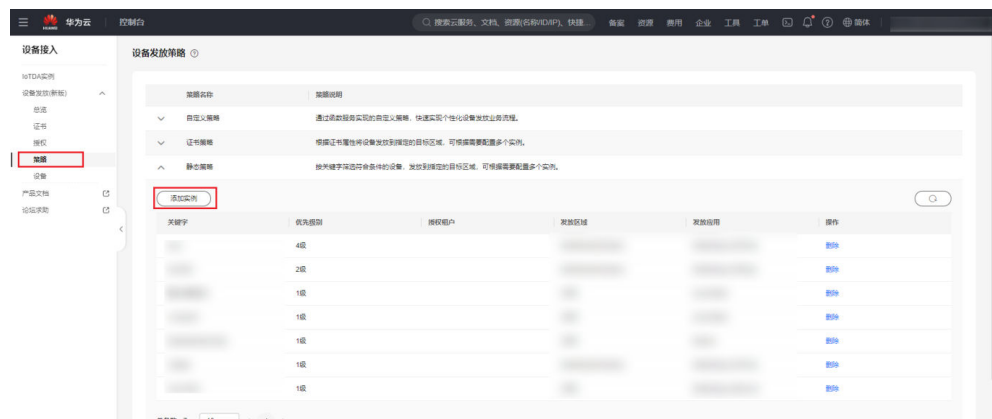 华为云 控制台 搜索云服务、文档、资源(名称/ID/IP)、快捷... 备案 资源 费用 企业 工具 工单 简体
设备接入
设备发放策略
IoTDA实例
设备发放(新版)
总览
证书
授权
策略
设备
产品文档
论坛求助
策略名称 策略说明
自定义策略 通过函数服务实现的自定义策略，快速实现个性化设备发放业务流程。
证书策略 根据证书属性将设备发放到指定的目标区域，可根据需要配置多个实例。
静态策略 按关键字筛选符合条件的设备，发放到指定的目标区域，可根据需要配置多个实例。
添加实例
关键字 优先级别 授权租户 发放区域 发放应用 操作
4级 删除
2级 删除
1级 删除
1级 删除
1级 删除
1级 删除
1级 删除